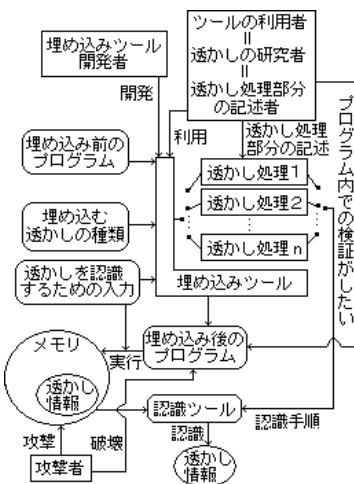 ツールの利用者
||
透かしの研究者
||
透かし処理部分
の記述者
埋め込みツール
開発者
開発
利用
透かし処理
部分の記述
埋め込み前の
プログラム
透かし処理1
透かし処理2
透かし処理n
埋め込む
透かしの種類
透かしを認識
するための入力
埋め込みツール
プログラム内での検証がしたい
メモリ
埋め込み後の
プログラム
実行
透かし
情報
認識ツール
認識手順
攻撃
破壊
認識
攻撃者
透かし
情報